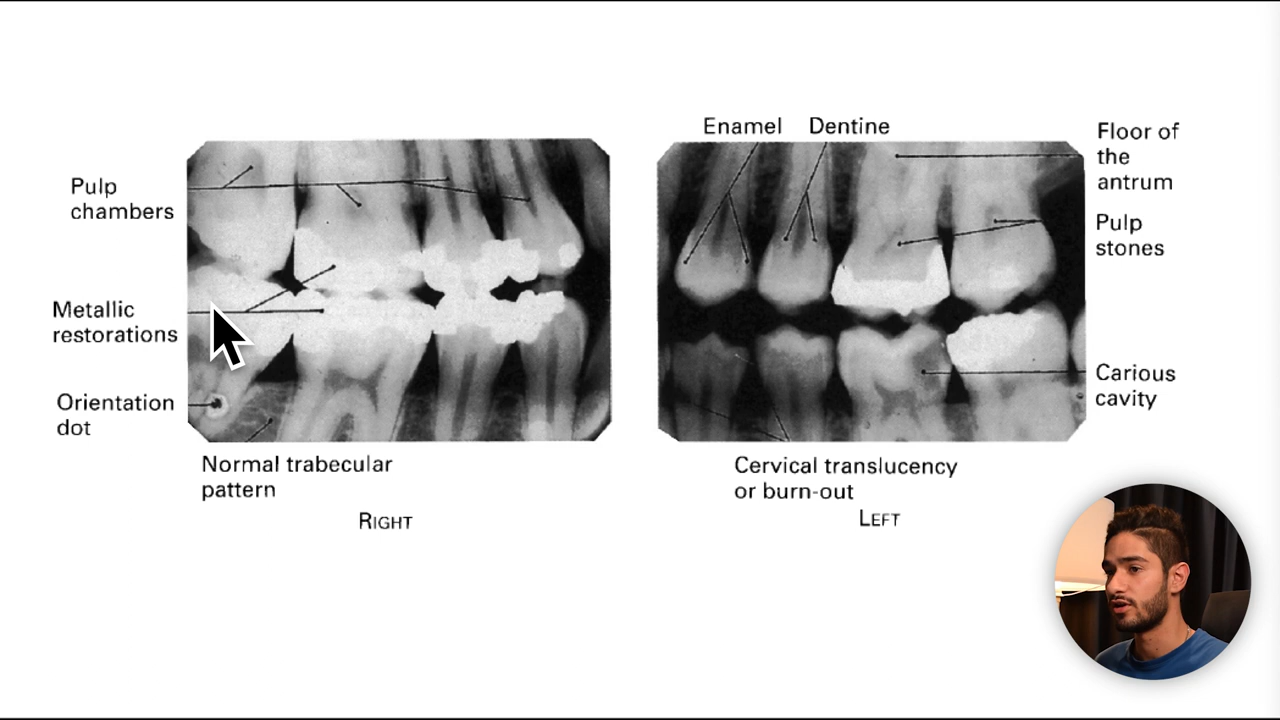 Pulp
chambers
Metallic
restorations
Orientation
dot
Normal trabecular
pattern
RIGHT
Enamel
Dentine
Floor of
the
antrum
Pulp
stones
Carious
cavity
Cervical translucency
or burn-out
LEFT